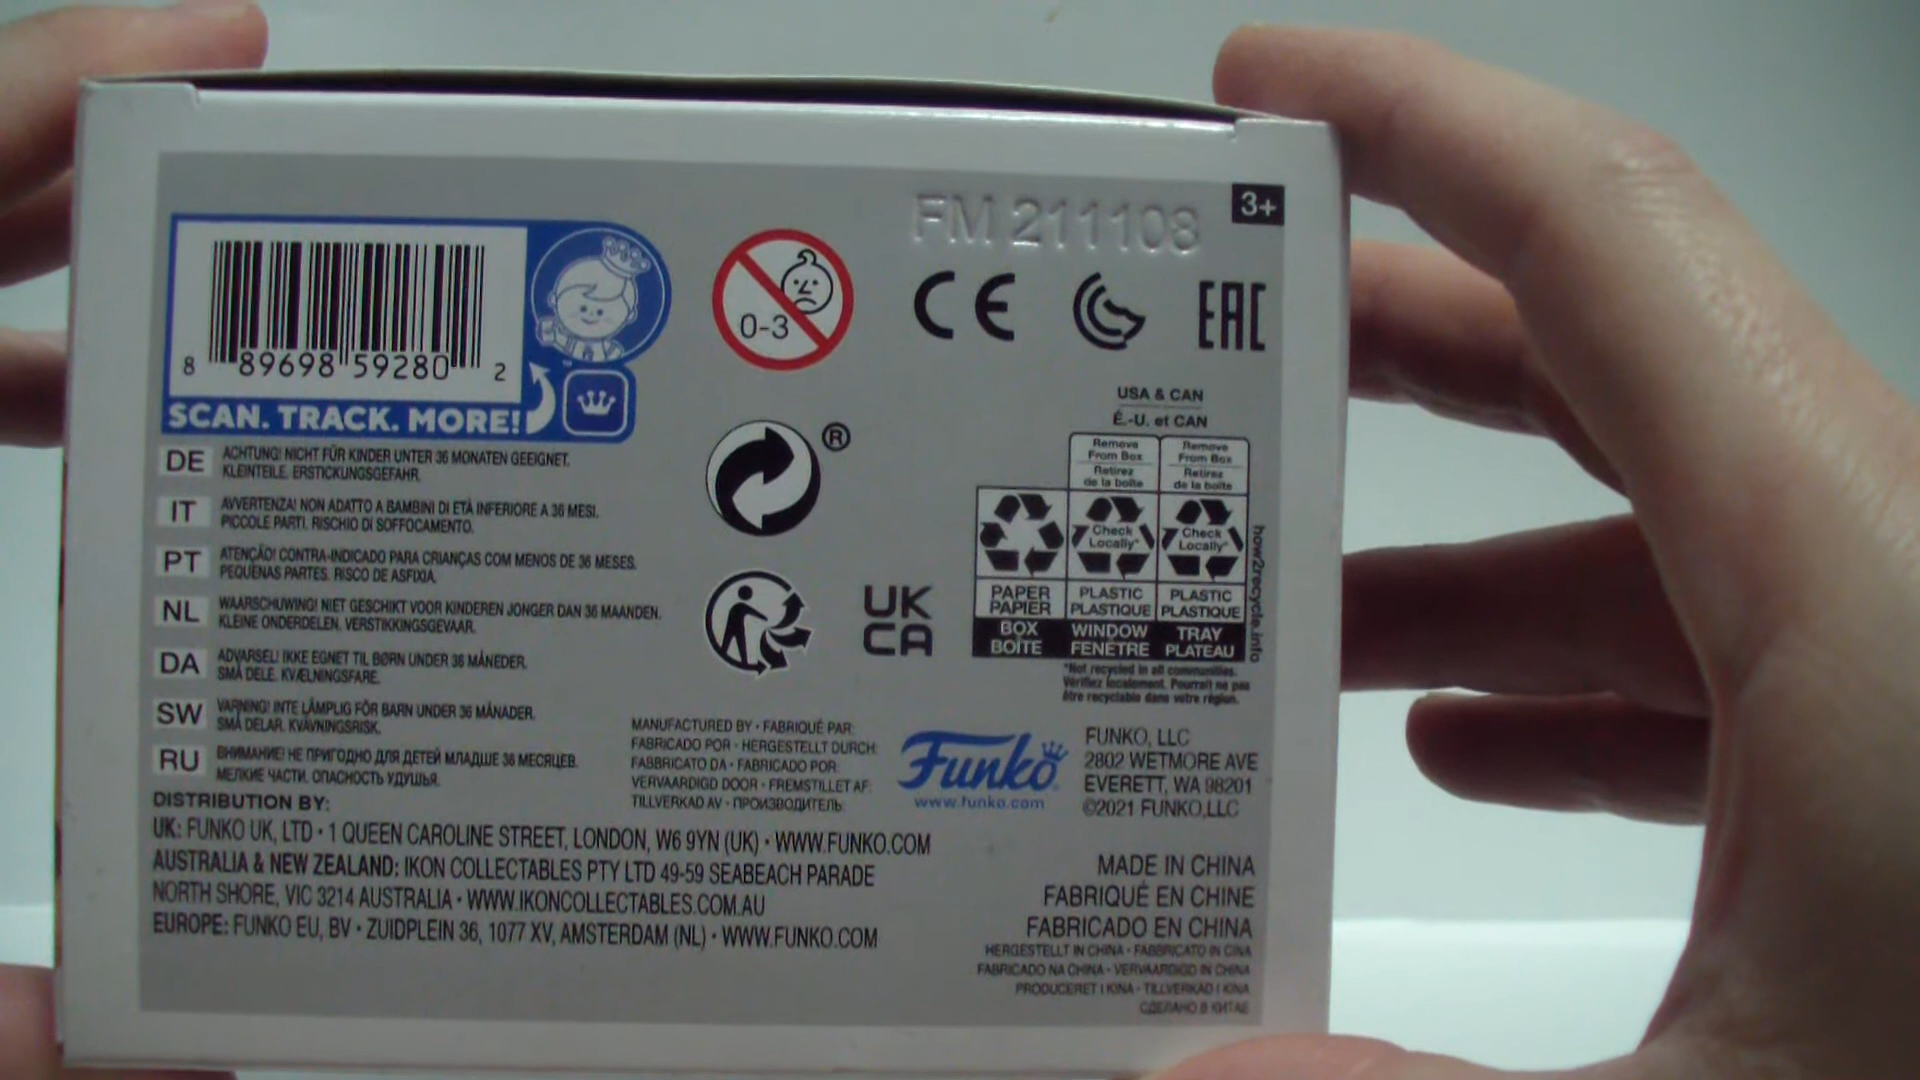 FM 211108
3+
8 89698 59280 2
SCAN. TRACK. MORE!
0-3
CE
EAC
®
UK
CA
USA & CAN
É.-U. et CAN
Remove From Box
Retirez de la boîte
Remove From Box
Retirez de la boîte
Check Locally*
Check Locally*
PAPER PAPIER
PLASTIC PLASTIQUE
PLASTIC PLASTIQUE
BOX BOÎTE
WINDOW FENÊTRE
TRAY PLATEAU
how2recycle.info
*Not recycled in all communities.
Vérifiez localement. Pourrait ne pas
être recyclable dans votre région.
DE ACHTUNG! NICHT FÜR KINDER UNTER 36 MONATEN GEEIGNET.
KLEINTEILE. ERSTICKUNGSGEFAHR.
IT AVVERTENZA! NON ADATTO A BAMBINI DI ETÀ INFERIORE A 36 MESI.
PICCOLE PARTI. RISCHIO DI SOFFOCAMENTO.
PT ATENÇÃO! CONTRA-INDICADO PARA CRIANÇAS COM MENOS DE 36 MESES.
PEQUENAS PARTES. RISCO DE ASFIXIA.
NL WAARSCHUWING! NIET GESCHIKT VOOR KINDEREN JONGER DAN 36 MAANDEN.
KLEINE ONDERDELEN. VERSTIKKINGSGEVAAR.
DA ADVARSEL! IKKE EGNET TIL BØRN UNDER 36 MÅNEDER.
SMÅ DELE. KVÆLNINGSFARE.
SW VARNING! INTE LÄMPLIG FÖR BARN UNDER 36 MÅNADER.
SMÅ DELAR. KVÄVNINGSRISK.
RU ВНИМАНИЕ! НЕ ПРИГОДНО ДЛЯ ДЕТЕЙ МЛАДШЕ 36 МЕСЯЦЕВ.
МЕЛКИЕ ЧАСТИ. ОПАСНОСТЬ УДУШЬЯ.
MANUFACTURED BY • FABRIQUÉ PAR:
FABRICADO POR • HERGESTELLT DURCH:
FABBRICATO DA • FABRICADO POR:
VERVAARDIGD DOOR • FREMSTILLET AF:
TILLVERKAD AV • ПРОИЗВОДИТЕЛЬ:
Funko
www.funko.com
FUNKO, LLC
2802 WETMORE AVE
EVERETT, WA 98201
©2021 FUNKO,LLC
DISTRIBUTION BY:
UK: FUNKO UK, LTD • 1 QUEEN CAROLINE STREET, LONDON, W6 9YN (UK) • WWW.FUNKO.COM
AUSTRALIA & NEW ZEALAND: IKON COLLECTABLES PTY LTD 49-59 SEABEACH PARADE
NORTH SHORE, VIC 3214 AUSTRALIA • WWW.IKONCOLLECTABLES.COM.AU
EUROPE: FUNKO EU, BV • ZUIDPLEIN 36, 1077 XV, AMSTERDAM (NL) • WWW.FUNKO.COM
MADE IN CHINA
FABRIQUÉ EN CHINE
FABRICADO EN CHINA
HERGESTELLT IN CHINA • FABBRICATO IN CINA
FABRICADO NA CHINA • VERVAARDIGD IN CHINA
PRODUCERET I KINA • TILLVERKAD I KINA
СДЕЛАНО В КИТАЕ